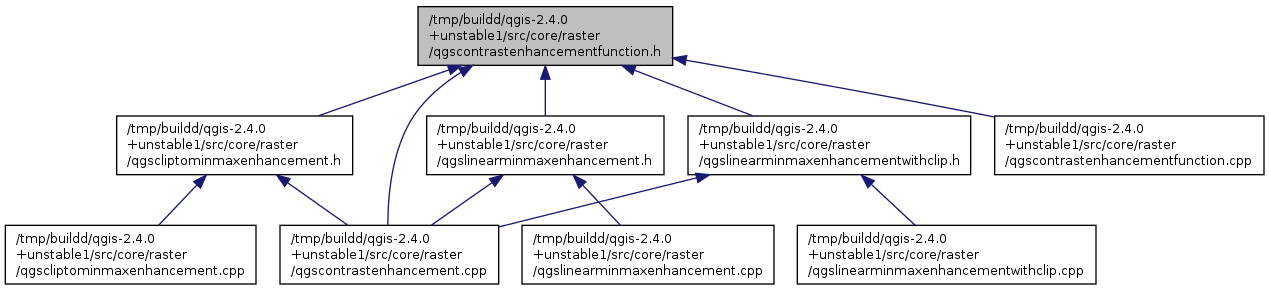 /tmp/buildd/qgis-2.4.0
+unstable1/src/core/raster
/qgscontrastenhancementfunction.h
/tmp/buildd/qgis-2.4.0
+unstable1/src/core/raster
/qgscliptominmaxenhancement.h
/tmp/buildd/qgis-2.4.0
+unstable1/src/core/raster
/qgslinearminmaxenhancement.h
/tmp/buildd/qgis-2.4.0
+unstable1/src/core/raster
/qgslinearminmaxenhancementwithclip.h
/tmp/buildd/qgis-2.4.0
+unstable1/src/core/raster
/qgscontrastenhancementfunction.cpp
/tmp/buildd/qgis-2.4.0
+unstable1/src/core/raster
/qgscliptominmaxenhancement.cpp
/tmp/buildd/qgis-2.4.0
+unstable1/src/core/raster
/qgscontrastenhancement.cpp
/tmp/buildd/qgis-2.4.0
+unstable1/src/core/raster
/qgslinearminmaxenhancement.cpp
/tmp/buildd/qgis-2.4.0
+unstable1/src/core/raster
/qgslinearminmaxenhancementwithclip.cpp